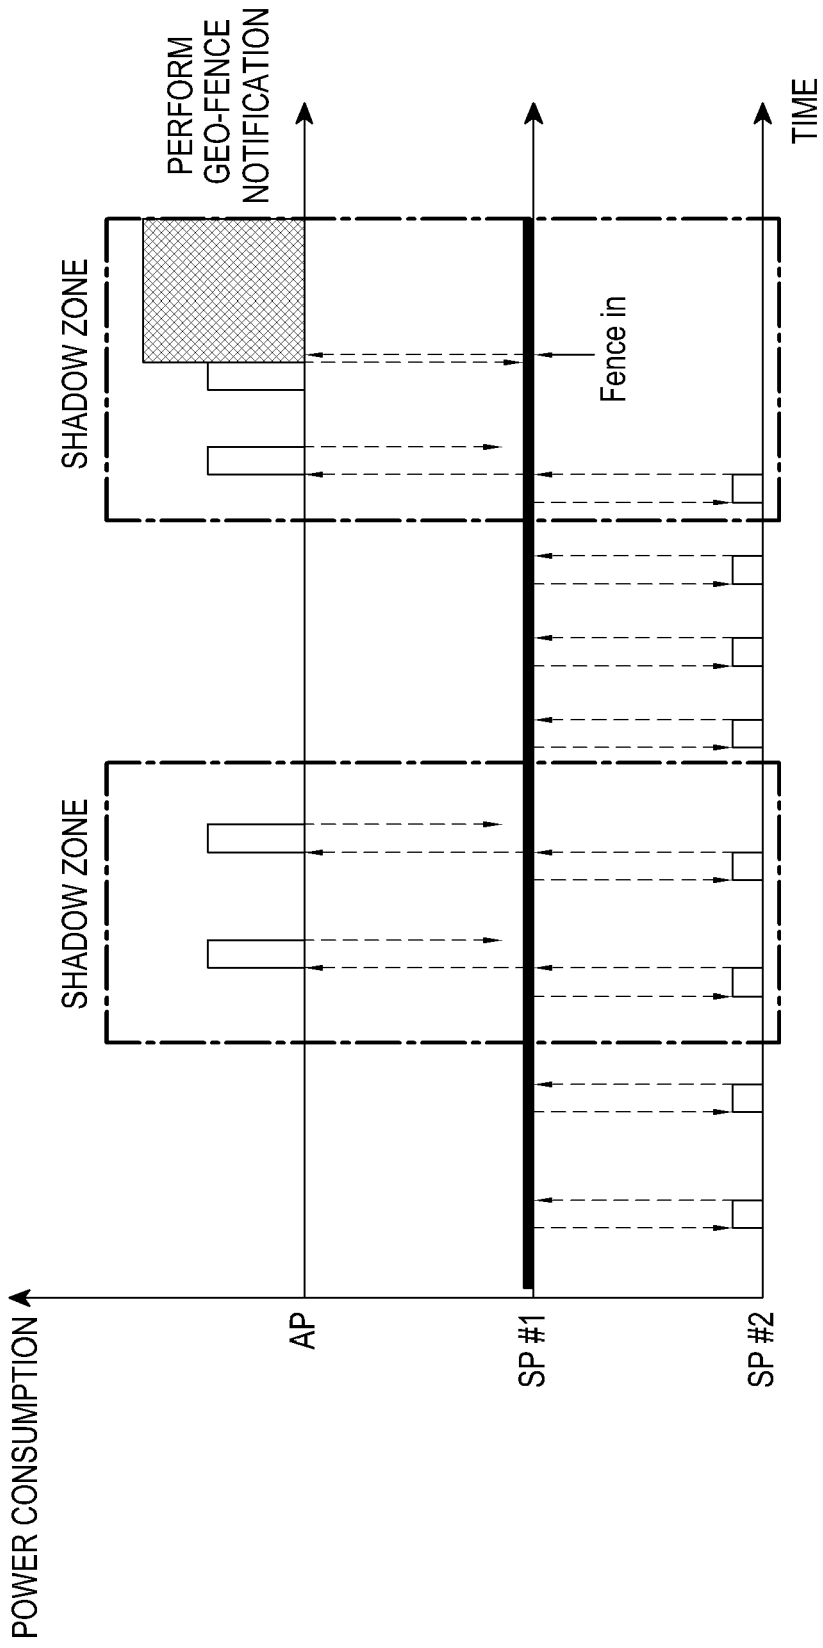 POWER CONSUMPTION
SHADOW ZONE
SHADOW ZONE
PERFORM
GEO-FENCE
NOTIFICATION
AP
SP #1
Fence in
SP #2
TIME